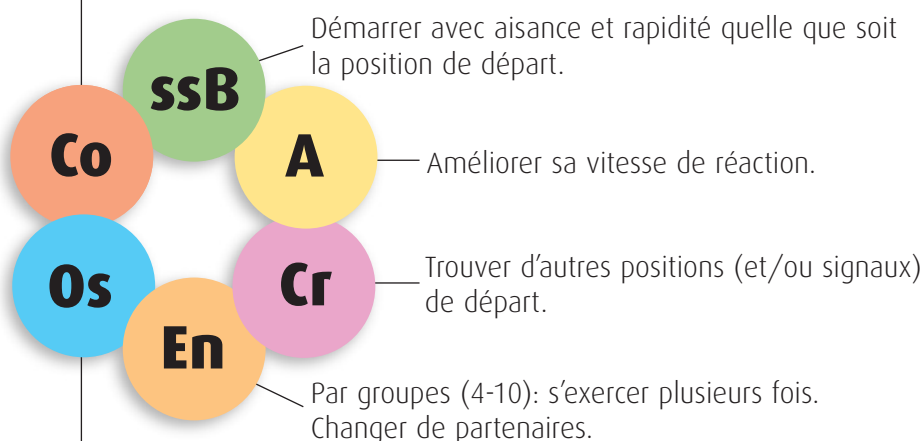 Démarrer avec aisance et rapidité quelle que soit
la position de départ.
ssB
Co
A
Améliorer sa vitesse de réaction.
Os
Cr
Trouver d'autres positions (et/ou signaux)
de départ.
En
Par groupes (4-10): s'exercer plusieurs fois.
Changer de partenaires.